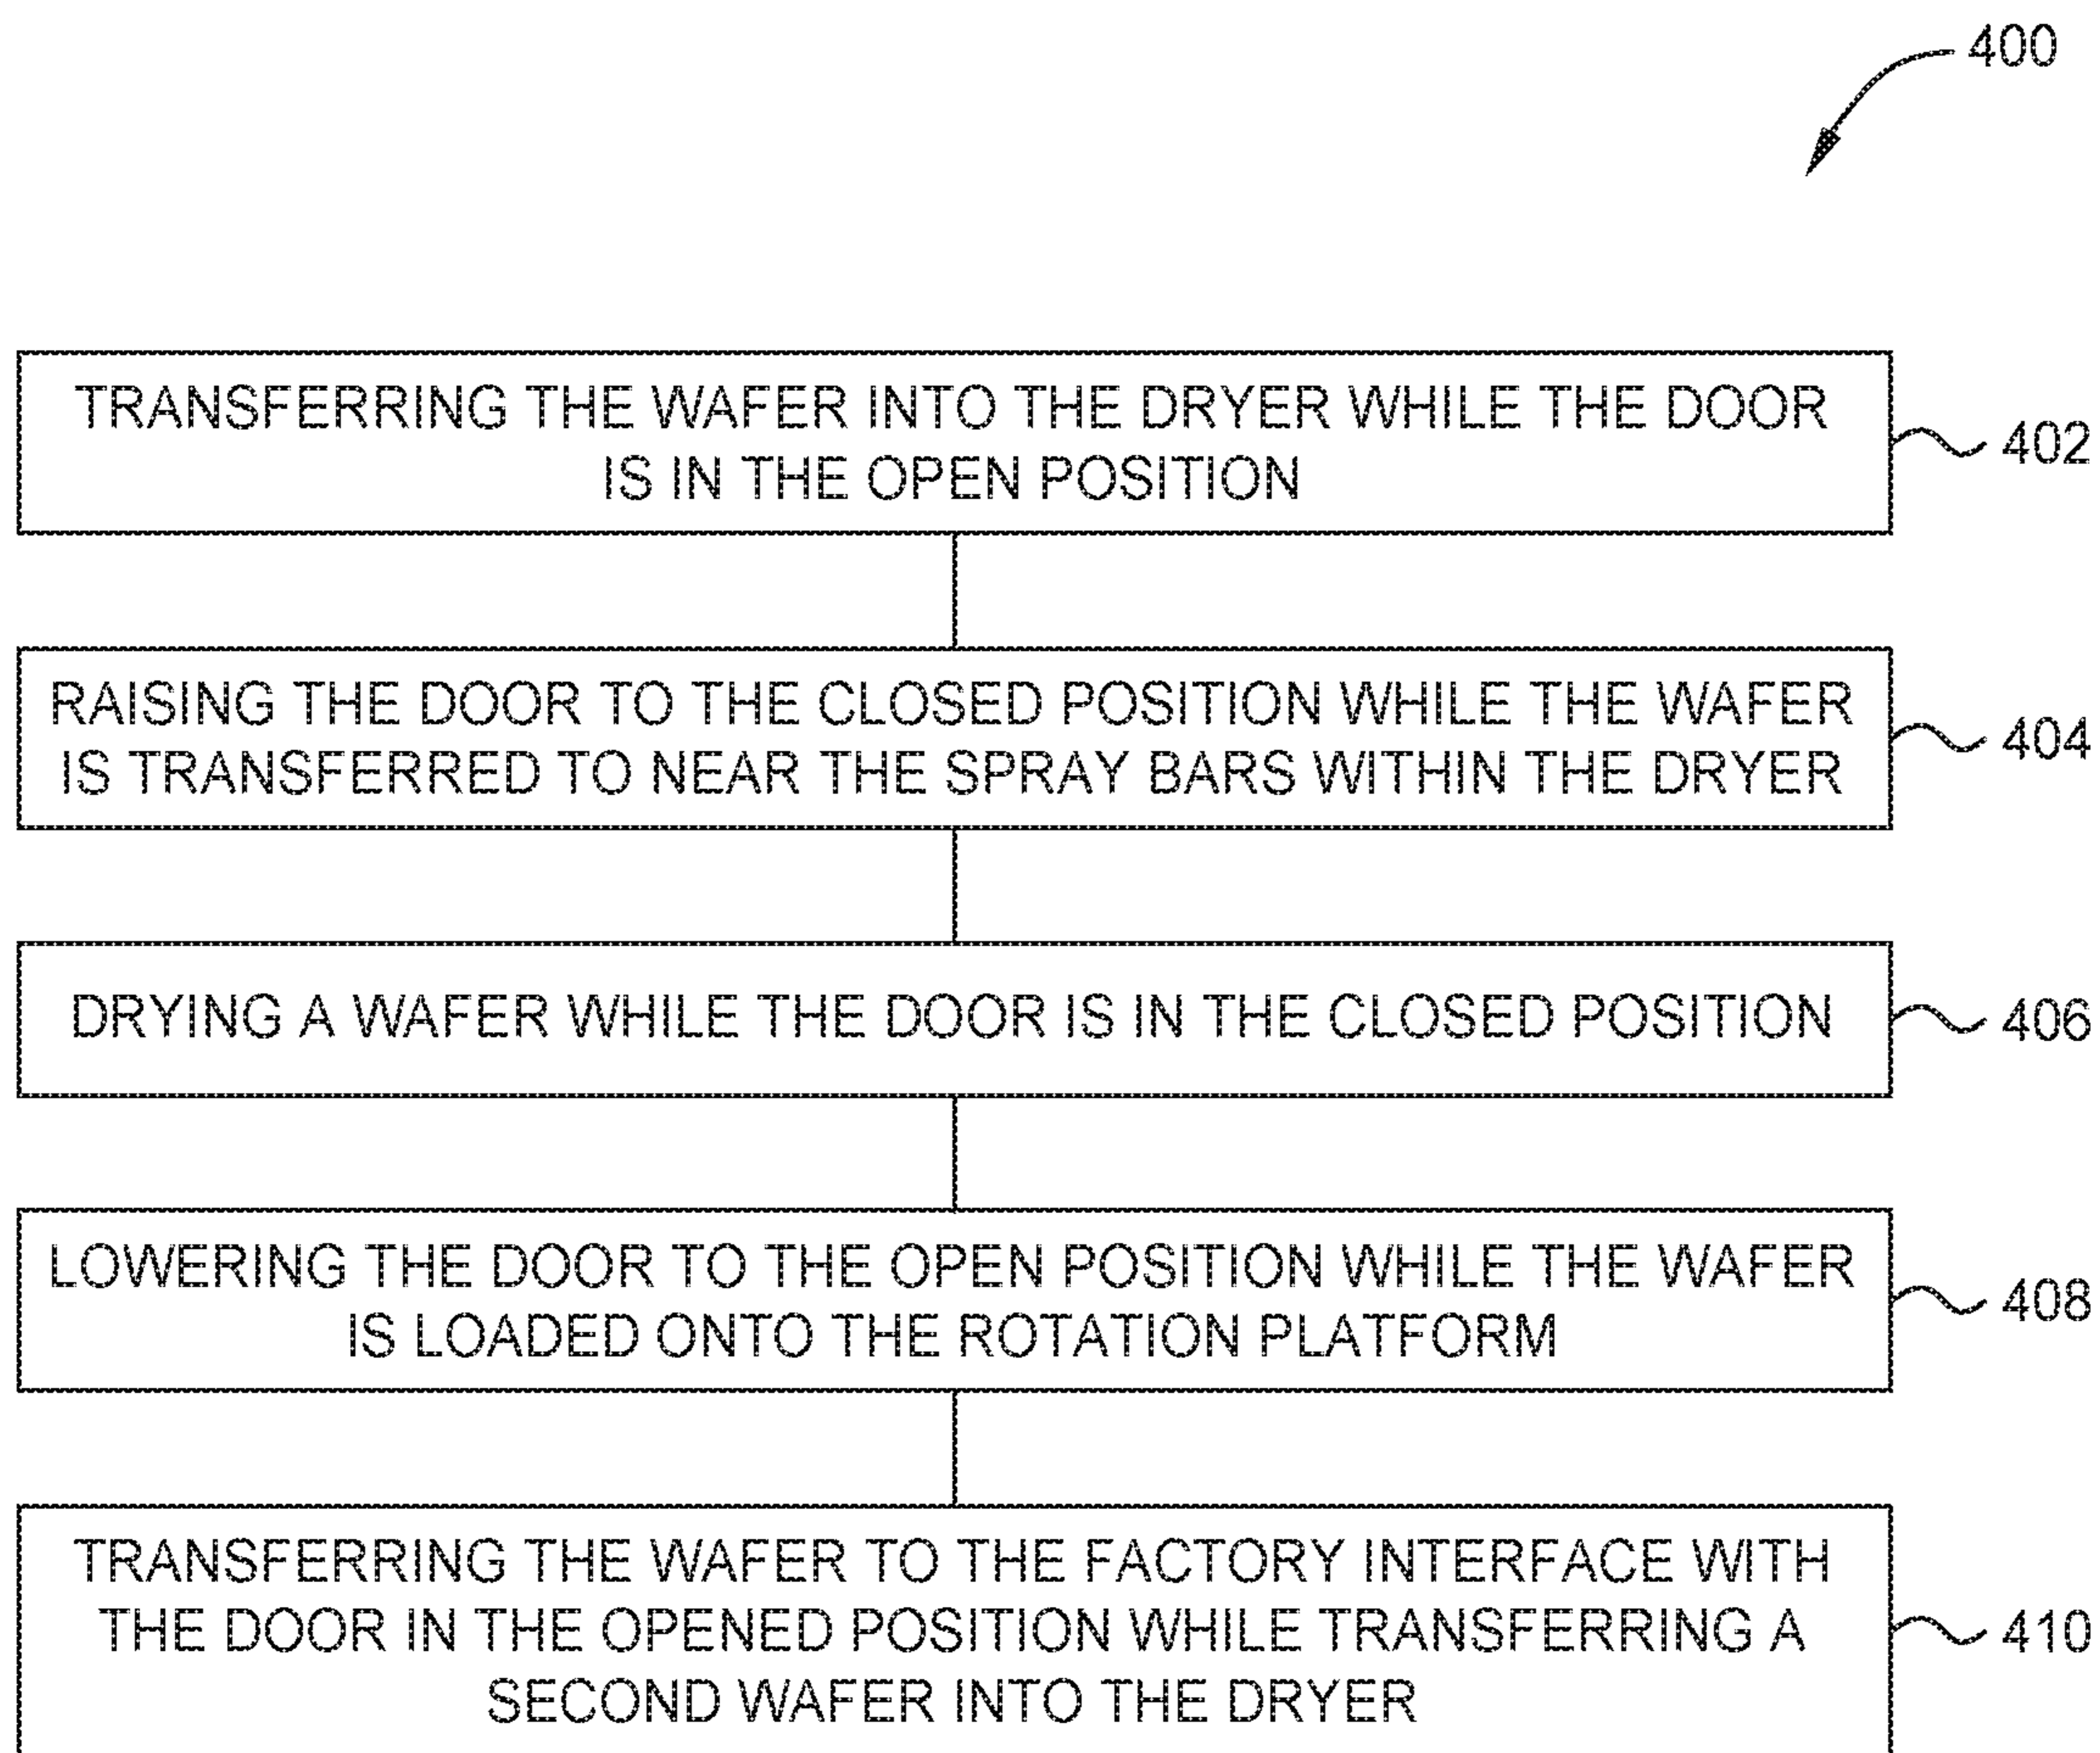 400
TRANSFERRING THE WAFER INTO THE DRYER WHILE THE DOOR
IS IN THE OPEN POSITION
402
RAISING THE DOOR TO THE CLOSED POSITION WHILE THE WAFER
IS TRANSFERRED TO NEAR THE SPRAY BARS WITHIN THE DRYER
404
DRYING A WAFER WHILE THE DOOR IS IN THE CLOSED POSITION
406
LOWERING THE DOOR TO THE OPEN POSITION WHILE THE WAFER
IS LOADED ONTO THE ROTATION PLATFORM
408
TRANSFERRING THE WAFER TO THE FACTORY INTERFACE WITH
THE DOOR IN THE OPENED POSITION WHILE TRANSFERRING A
SECOND WAFER INTO THE DRYER
410